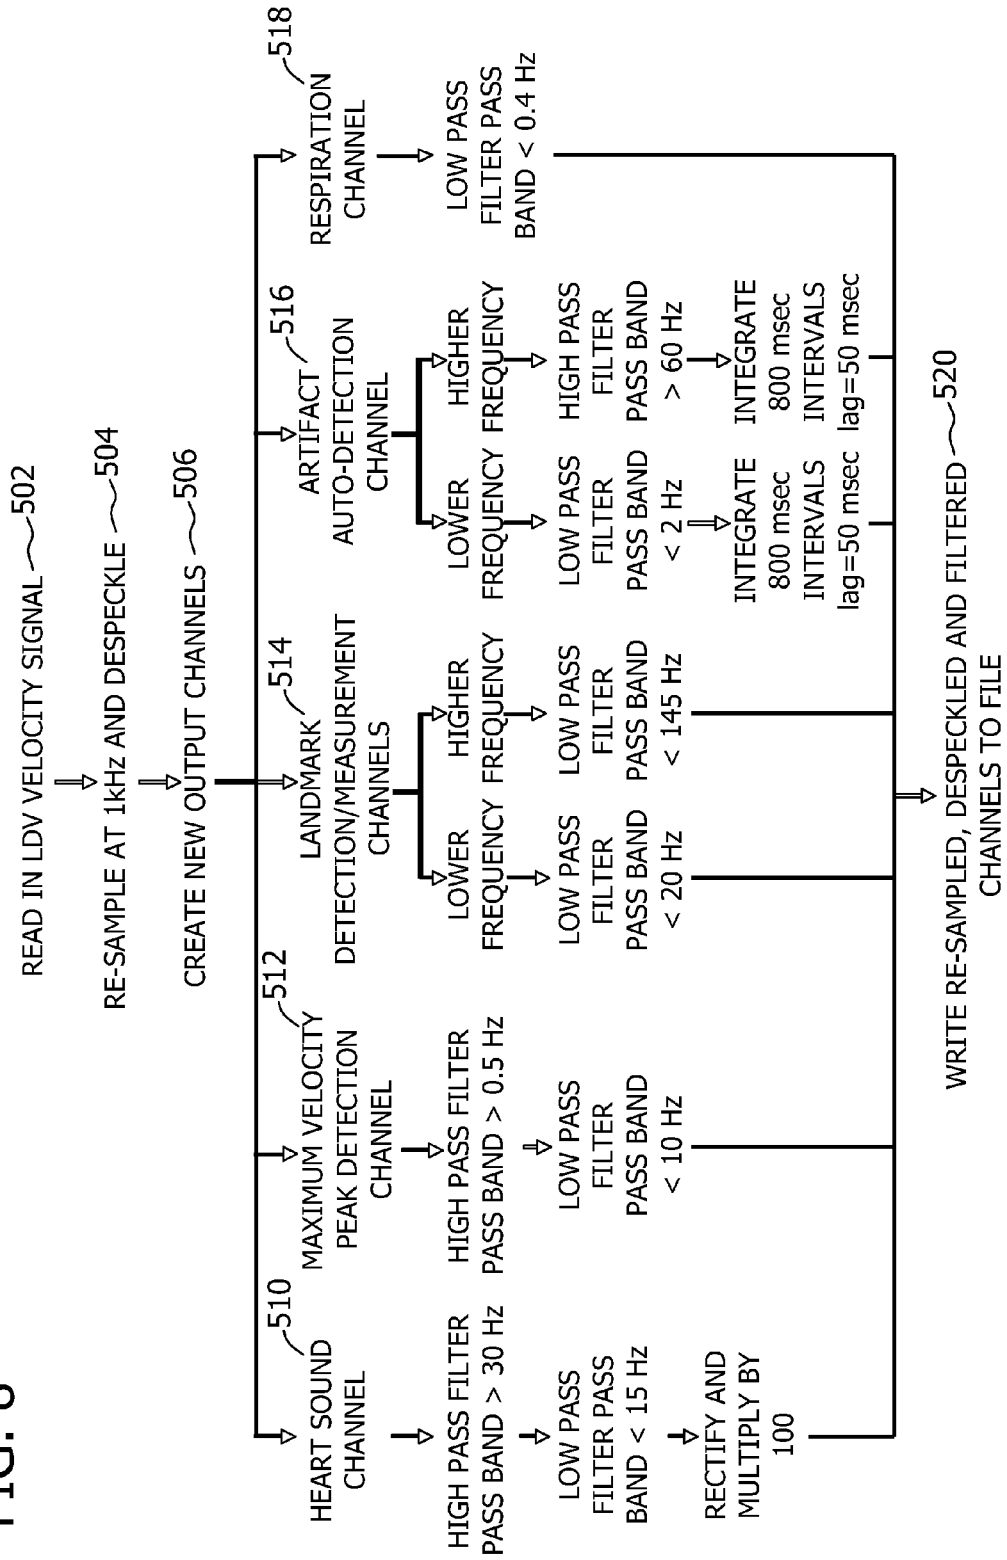 FIG.
READ IN LDV VELOCITY SIGNAL 502
RE-SAMPLE AT 1kHz AND DESPECKLE 504
CREATE NEW OUTPUT CHANNELS 506
510
HEART SOUND
CHANNEL
HIGH PASS FILTER
PASS BAND > 30 Hz
LOW PASS
FILTER PASS
BAND < 15 Hz
RECTIFY AND
MULTIPLY BY
100
512
MAXIMUM VELOCITY
PEAK DETECTION
CHANNEL
HIGH PASS FILTER
PASS BAND > 0.5 Hz
LOW PASS
FILTER
PASS BAND
< 10 Hz
514
LANDMARK
DETECTION/MEASUREMENT
CHANNELS
LOWER
FREQUENCY
LOW PASS
FILTER
PASS BAND
< 20 Hz
HIGHER
FREQUENCY
LOW PASS
FILTER
PASS BAND
< 145 Hz
516
ARTIFACT
AUTO-DETECTION
CHANNEL
LOWER
FREQUENCY
LOW PASS
FILTER
PASS BAND
< 2 Hz
INTEGRATE
800 msec
INTERVALS
lag=50 msec
HIGHER
FREQUENCY
HIGH PASS
FILTER
PASS BAND
> 60 Hz
INTEGRATE
800 msec
INTERVALS
lag=50 msec
518
RESPIRATION
CHANNEL
LOW PASS
FILTER PASS
BAND < 0.4 Hz
WRITE RE-SAMPLED, DESPECKLED AND FILTERED 520
CHANNELS TO FILE